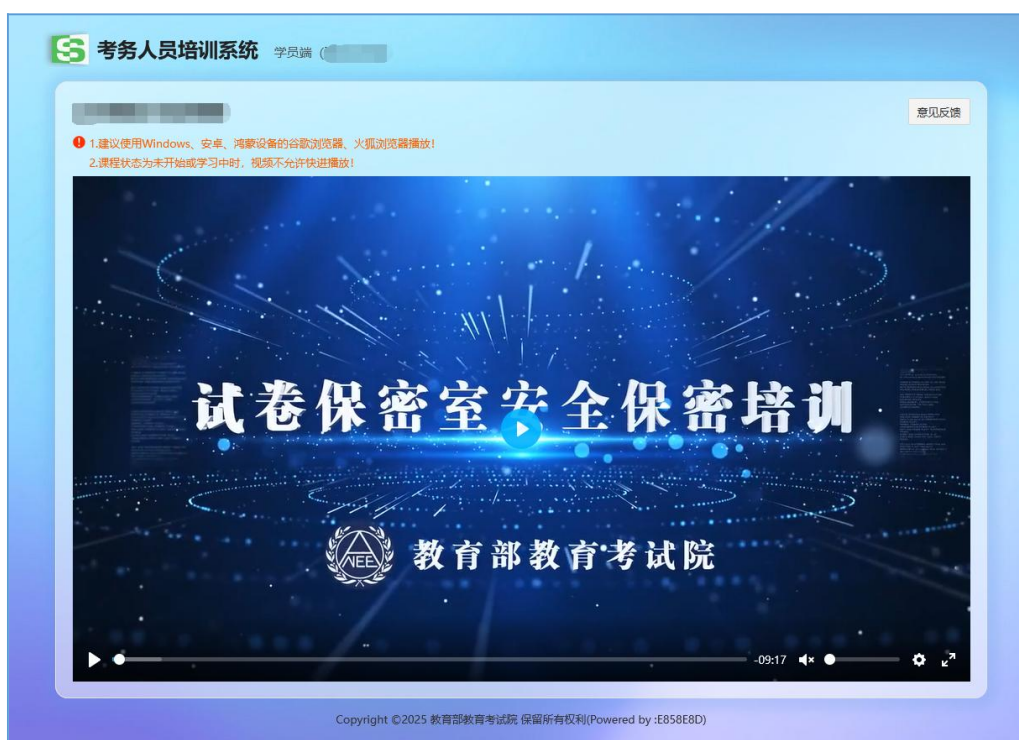 考务人员培训系统 学员端 (
意见反馈
1.建议使用Windows、安卓、鸿蒙设备的谷歌浏览器、火狐浏览器播放!
2.课程状态为未开始或学习中时，视频不允许快进播放!
试卷保密室安全保密培训
NEE
教育部教育考试院
-09:17
Copyright ©2025 教育部教育考试院 保留所有权利(Powered by :E858E8D)